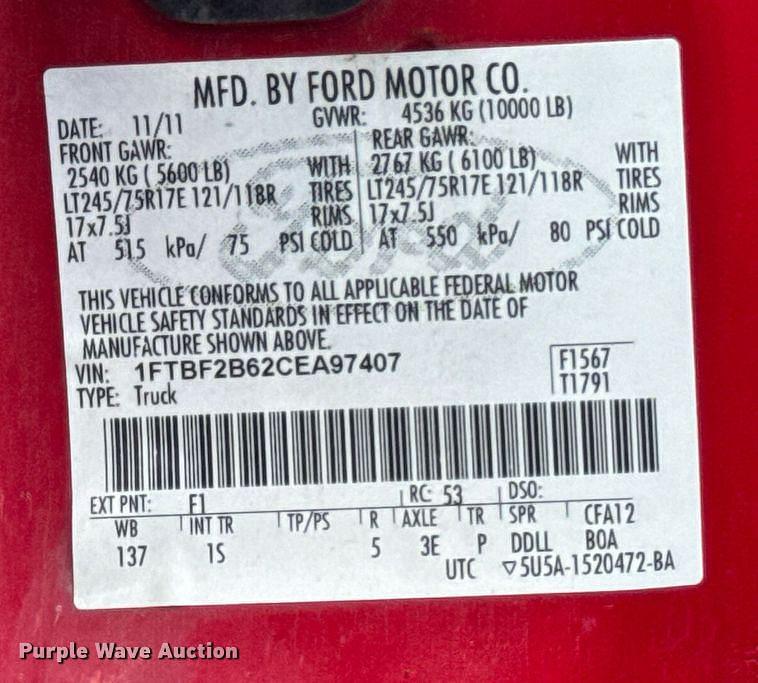 MFD. BY FORD MOTOR CO.
DATE: 11/11 GVWR: 4536 KG (10000 LB)
FRONT GAWR: REAR GAWR:
2540 KG ( 5600 LB) WITH 2767 KG ( 6100 LB) WITH
LT245/75R17E 121/118R TIRES LT245/75R17E 121/118R TIRES
17x7.5J RIMS 17x7.5J RIMS
AT 515 kPa/ 75 PSI COLD AT 550 kPa/ 80 PSI COLD
Ford
THIS VEHICLE CONFORMS TO ALL APPLICABLE FEDERAL MOTOR
VEHICLE SAFETY STANDARDS IN EFFECT ON THE DATE OF
MANUFACTURE SHOWN ABOVE.
VIN: 1FTBF2B62CEA97407 F1567
TYPE: Truck T1791
EXT PNT: F1 RC: 53 DSO:
WB INT TR TP/PS R AXLE TR SPR CFA12
137 1S 5 3E P DDLL BOA
UTC ▽5U5A-1520472-BA
Purple Wave Auction